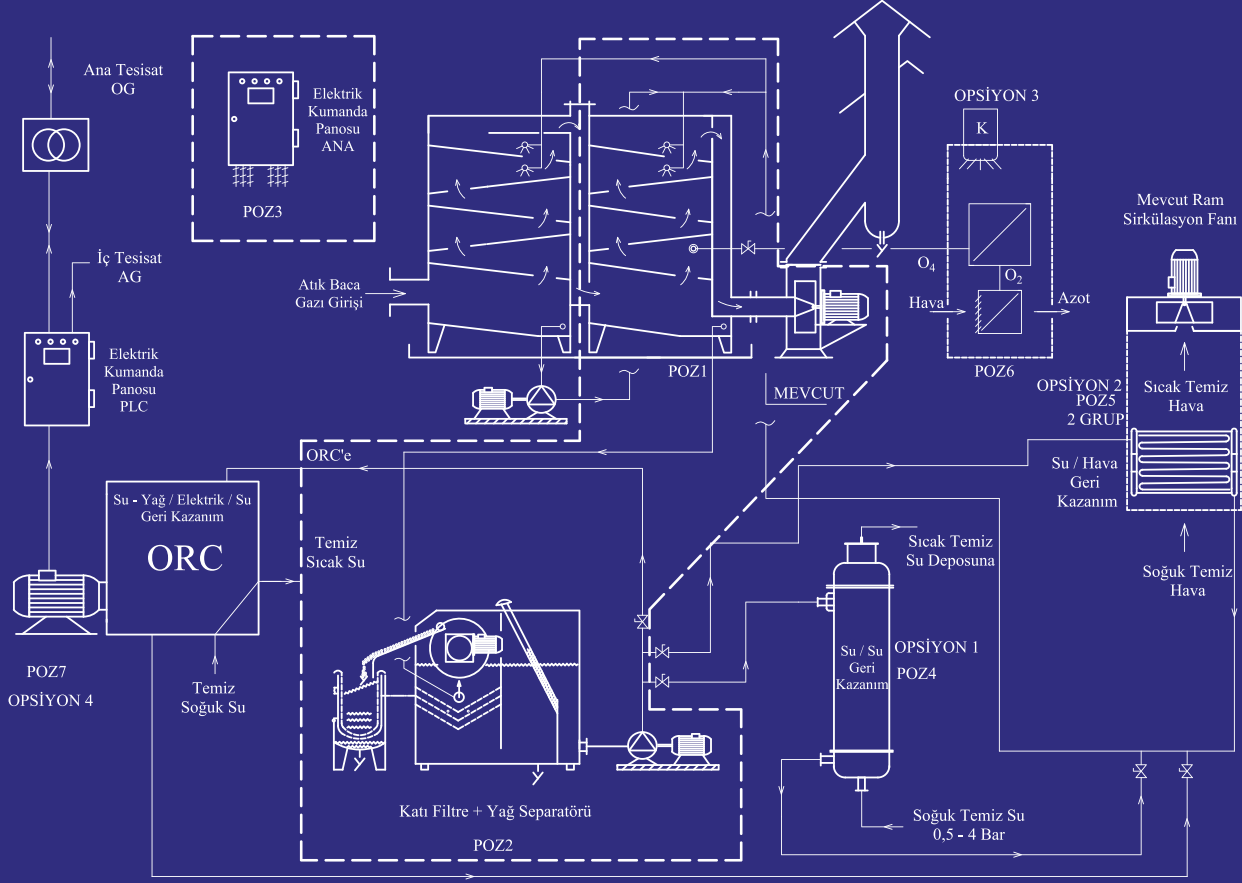 Ana Tesisat
OG
Elektrik
Kumanda
Panosu
ANA
POZ3
İç Tesisat
AG
Elektrik
Kumanda
Panosu
PLC
Atık Baca
Gazı Girişi
POZ1
MEVCUT
OPSİYON 3
K
O4
O2
Hava
Azot
POZ6
Mevcut Ram
Sirkülasyon Fanı
OPSİYON 2
POZ5
2 GRUP
Sıcak Temiz
Hava
Su / Hava
Geri
Kazanım
Soğuk Temiz
Hava
ORC'e
Su - Yağ / Elektrik / Su
Geri Kazanım
ORC
Temiz
Sıcak Su
POZ7
OPSİYON 4
Temiz
Soğuk Su
Katı Filtre + Yağ Separatörü
POZ2
Sıcak Temiz
Su Deposuna
Su / Su
Geri
Kazanım
OPSİYON 1
POZ4
Soğuk Temiz Su
0,5 - 4 Bar